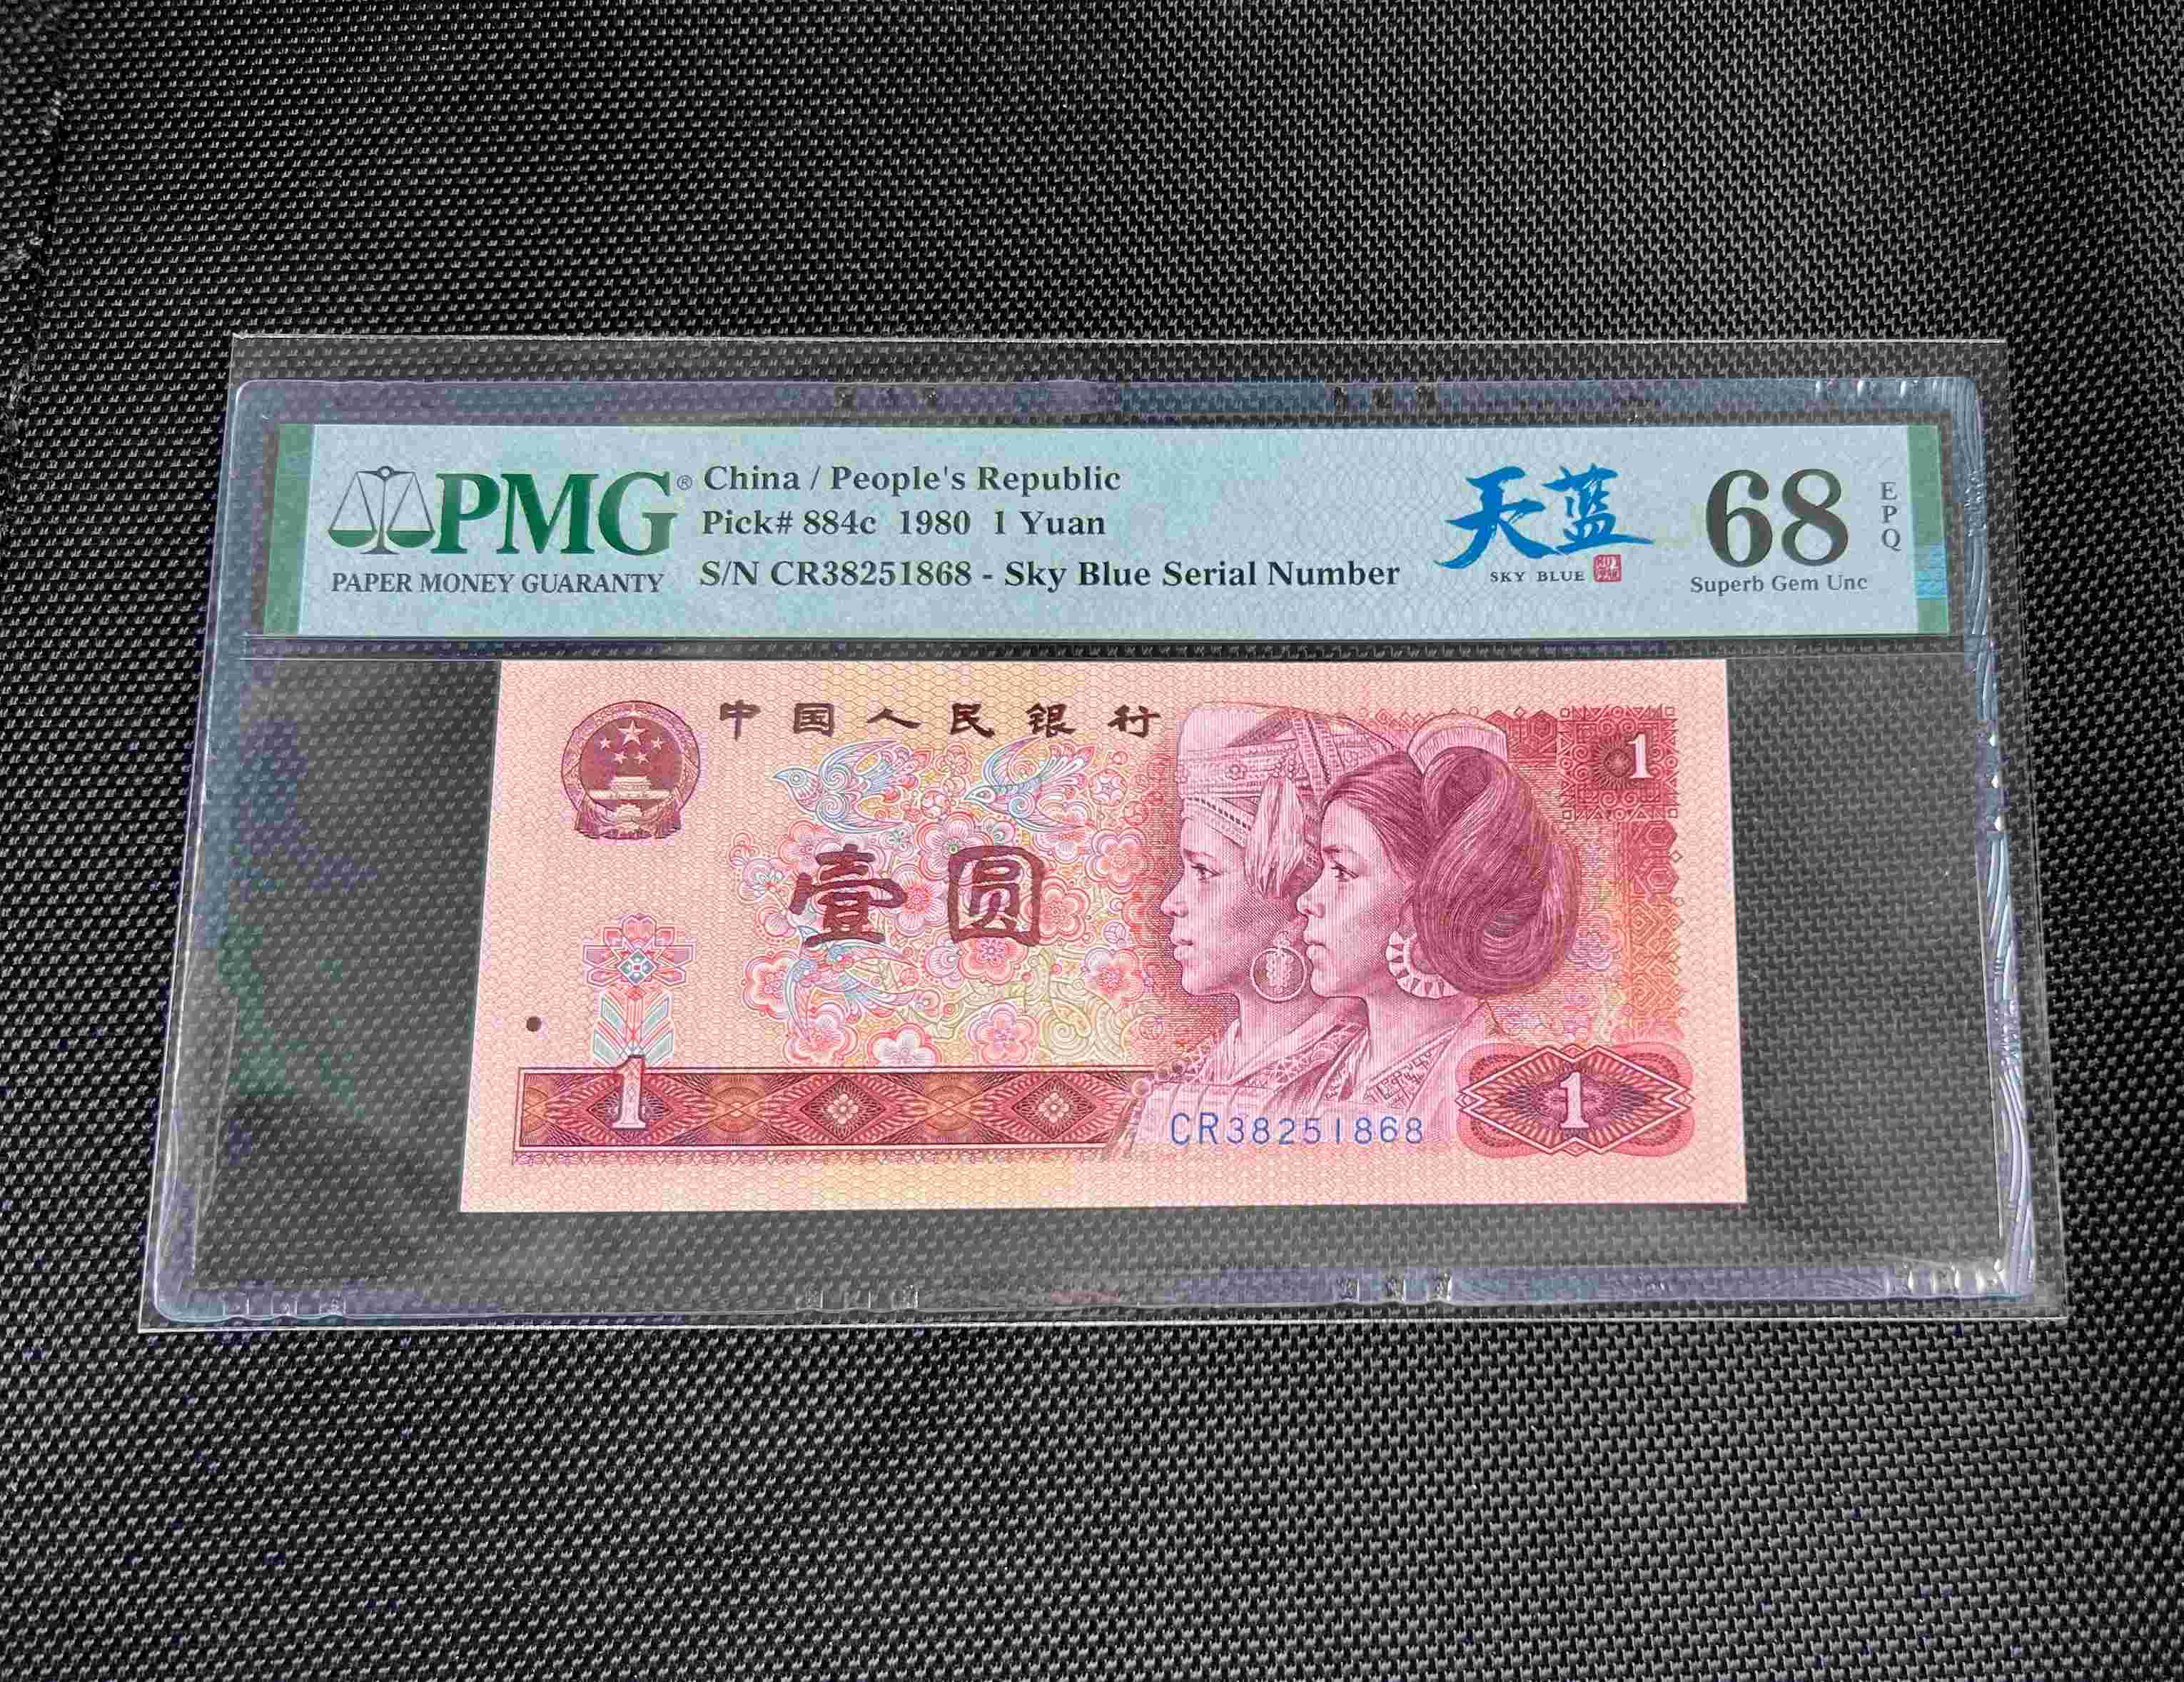 PMG®
PAPER MONEY GUARANTY
China / People's Republic
Pick# 884c 1980 1 Yuan
S/N CR38251868 - Sky Blue Serial Number
天蓝
SKY BLUE
68
EPQ
Superb Gem Unc
中国人民银行
1
壹圆
1
CR38251868
1